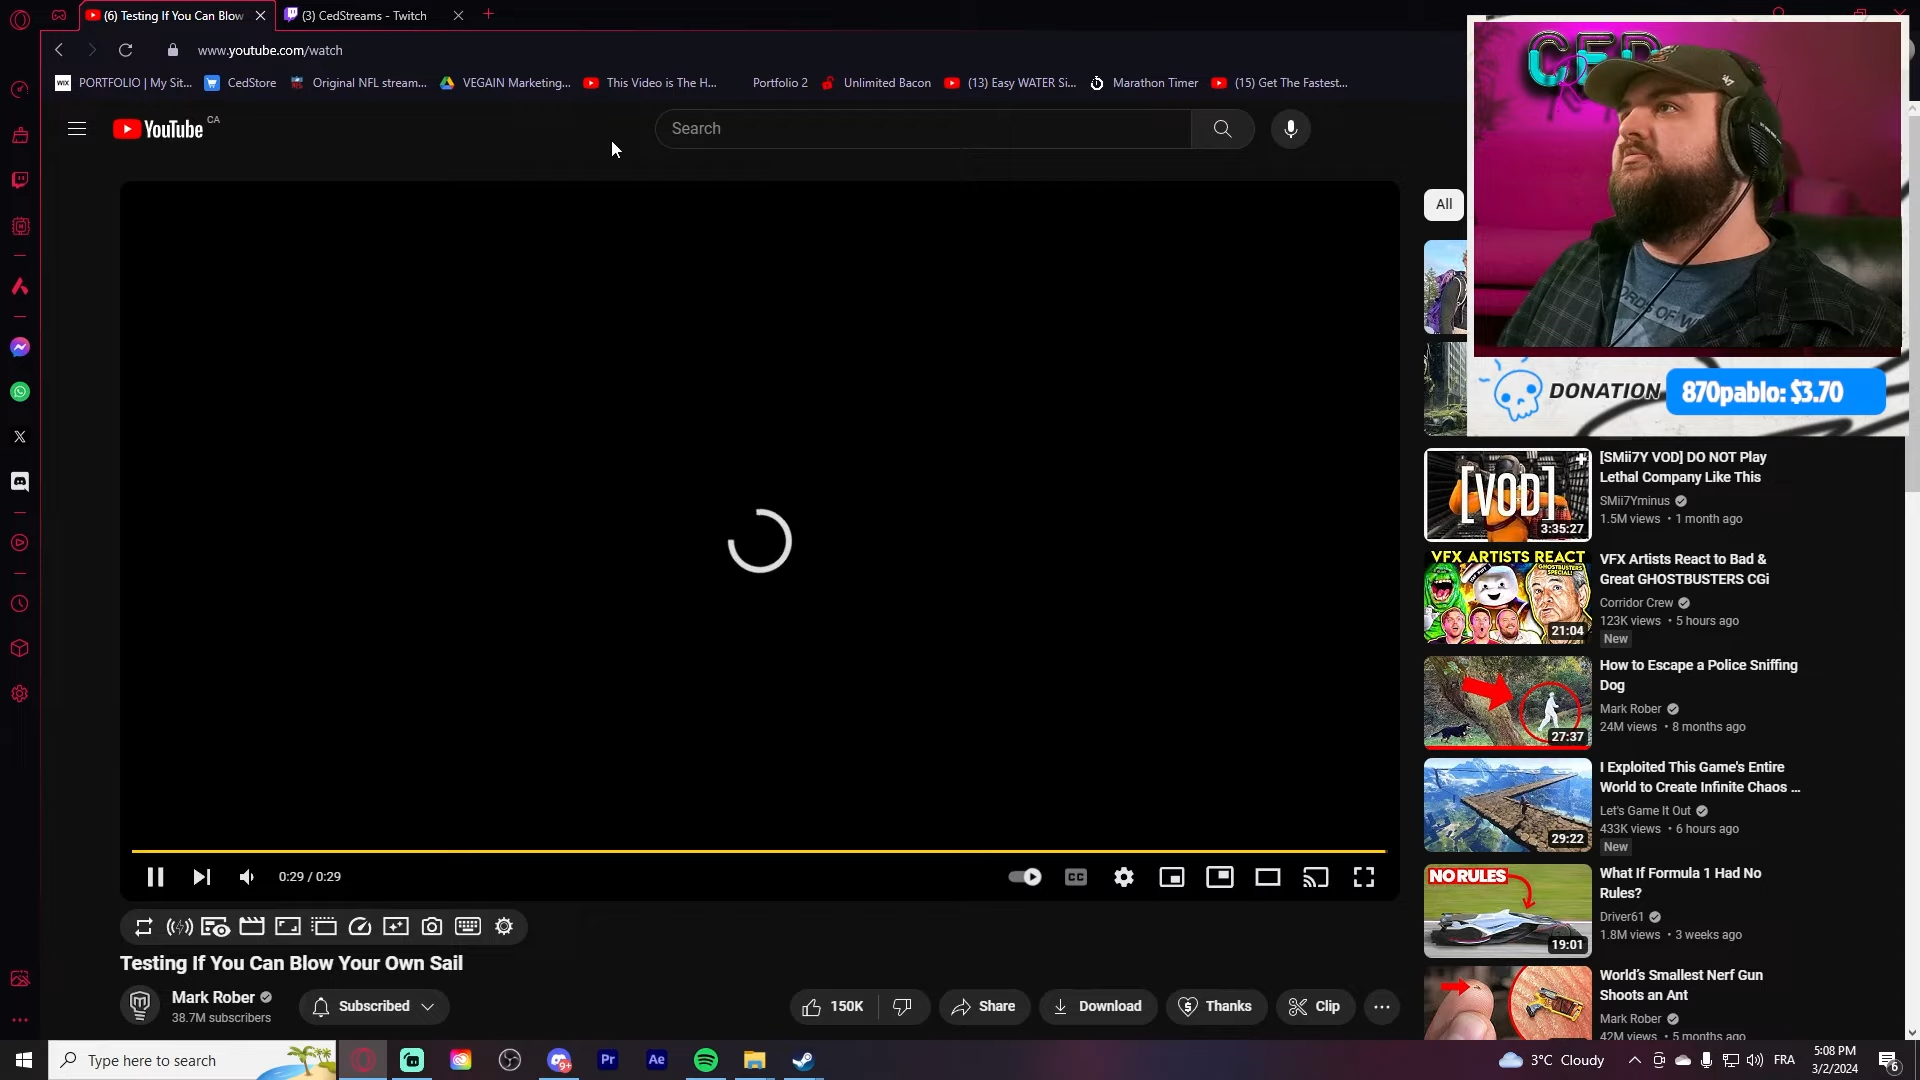 (6) Testing If You Can Blow
(3) CedStreams - Twitch
www.youtube.com/watch
WIX PORTFOLIO | My Sit...
CedStore
Original NFL stream...
VEGAIN Marketing...
This Video is The H...
Portfolio 2
Unlimited Bacon
(13) Easy WATER Si...
Marathon Timer
(15) Get The Fastest...
YouTube CA
Search
CED
All
DONATION 870pablo: $3.70
[VOD]
3:35:27
[SMii7Y VOD] DO NOT Play
Lethal Company Like This
SMii7Yminus
1.5M views • 1 month ago
VFX ARTISTS REACT
GHOSTBUSTERS
SPECIAL!
21:04
VFX Artists React to Bad &
Great GHOSTBUSTERS CGi
Corridor Crew
123K views • 5 hours ago
New
27:37
How to Escape a Police Sniffing
Dog
Mark Rober
24M views • 8 months ago
29:22
I Exploited This Game's Entire
World to Create Infinite Chaos ...
Let's Game It Out
433K views • 6 hours ago
New
NO RULES
19:01
What If Formula 1 Had No
Rules?
Driver61
1.8M views • 3 weeks ago
World's Smallest Nerf Gun
Shoots an Ant
Mark Rober
42M views • 5 months ago
0:29 / 0:29
CC
Testing If You Can Blow Your Own Sail
Mark Rober
38.7M subscribers
Subscribed
150K
Share
Download
Thanks
Clip
Type here to search
9+
Pr
Ae
3°C Cloudy
FRA
5:08 PM
3/2/2024
6